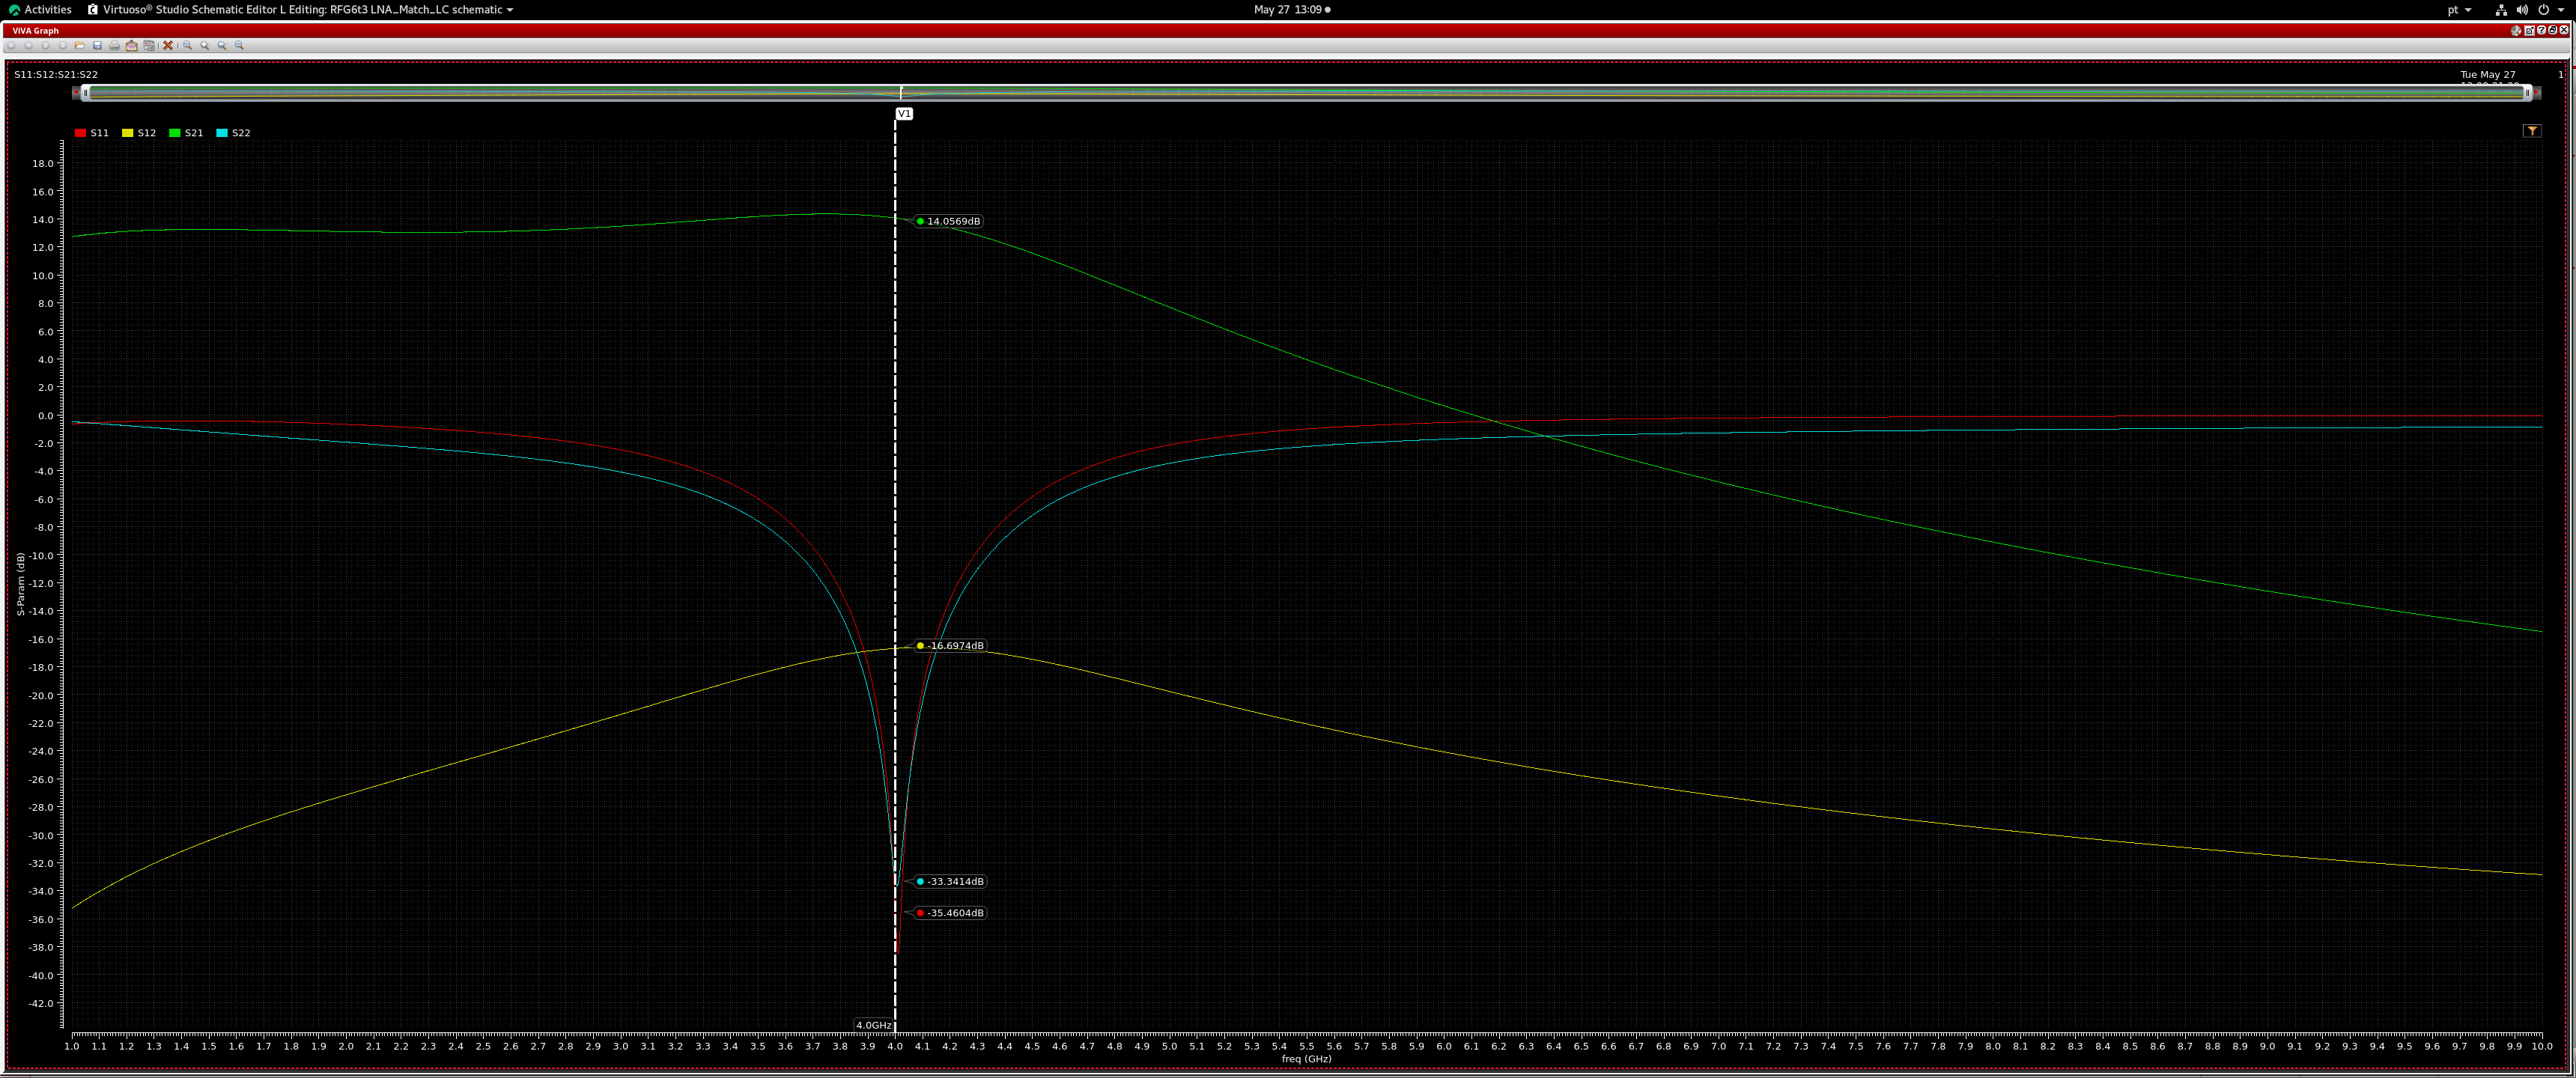 Activities Virtuoso® Studio Schematic Editor L Editing: RFG6t3 LNA_Match_LC schematic May 27 13:09 pt
ViVA Graph
S11:S12:S21:S22
Tue May 27 1
V1
S11 S12 S21 S22
18.0
16.0
14.0
14.0569dB
12.0
10.0
8.0
6.0
4.0
2.0
0.0
-2.0
-4.0
-6.0
-8.0
-10.0
-12.0
-14.0
-16.0
-16.6974dB
-18.0
-20.0
-22.0
-24.0
-26.0
-28.0
-30.0
-32.0
-33.3414dB
-34.0
-35.4604dB
-36.0
-38.0
-40.0
-42.0
S-Param (dB)
4.0GHz
1.0 1.1 1.2 1.3 1.4 1.5 1.6 1.7 1.8 1.9 2.0 2.1 2.2 2.3 2.4 2.5 2.6 2.7 2.8 2.9 3.0 3.1 3.2 3.3 3.4 3.5 3.6 3.7 3.8 3.9 4.0 4.1 4.2 4.3 4.4 4.5 4.6 4.7 4.8 4.9 5.0 5.1 5.2 5.3 5.4 5.5 5.6 5.7 5.8 5.9 6.0 6.1 6.2 6.3 6.4 6.5 6.6 6.7 6.8 6.9 7.0 7.1 7.2 7.3 7.4 7.5 7.6 7.7 7.8 7.9 8.0 8.1 8.2 8.3 8.4 8.5 8.6 8.7 8.8 8.9 9.0 9.1 9.2 9.3 9.4 9.5 9.6 9.7 9.8 9.9 10.0
freq (GHz)